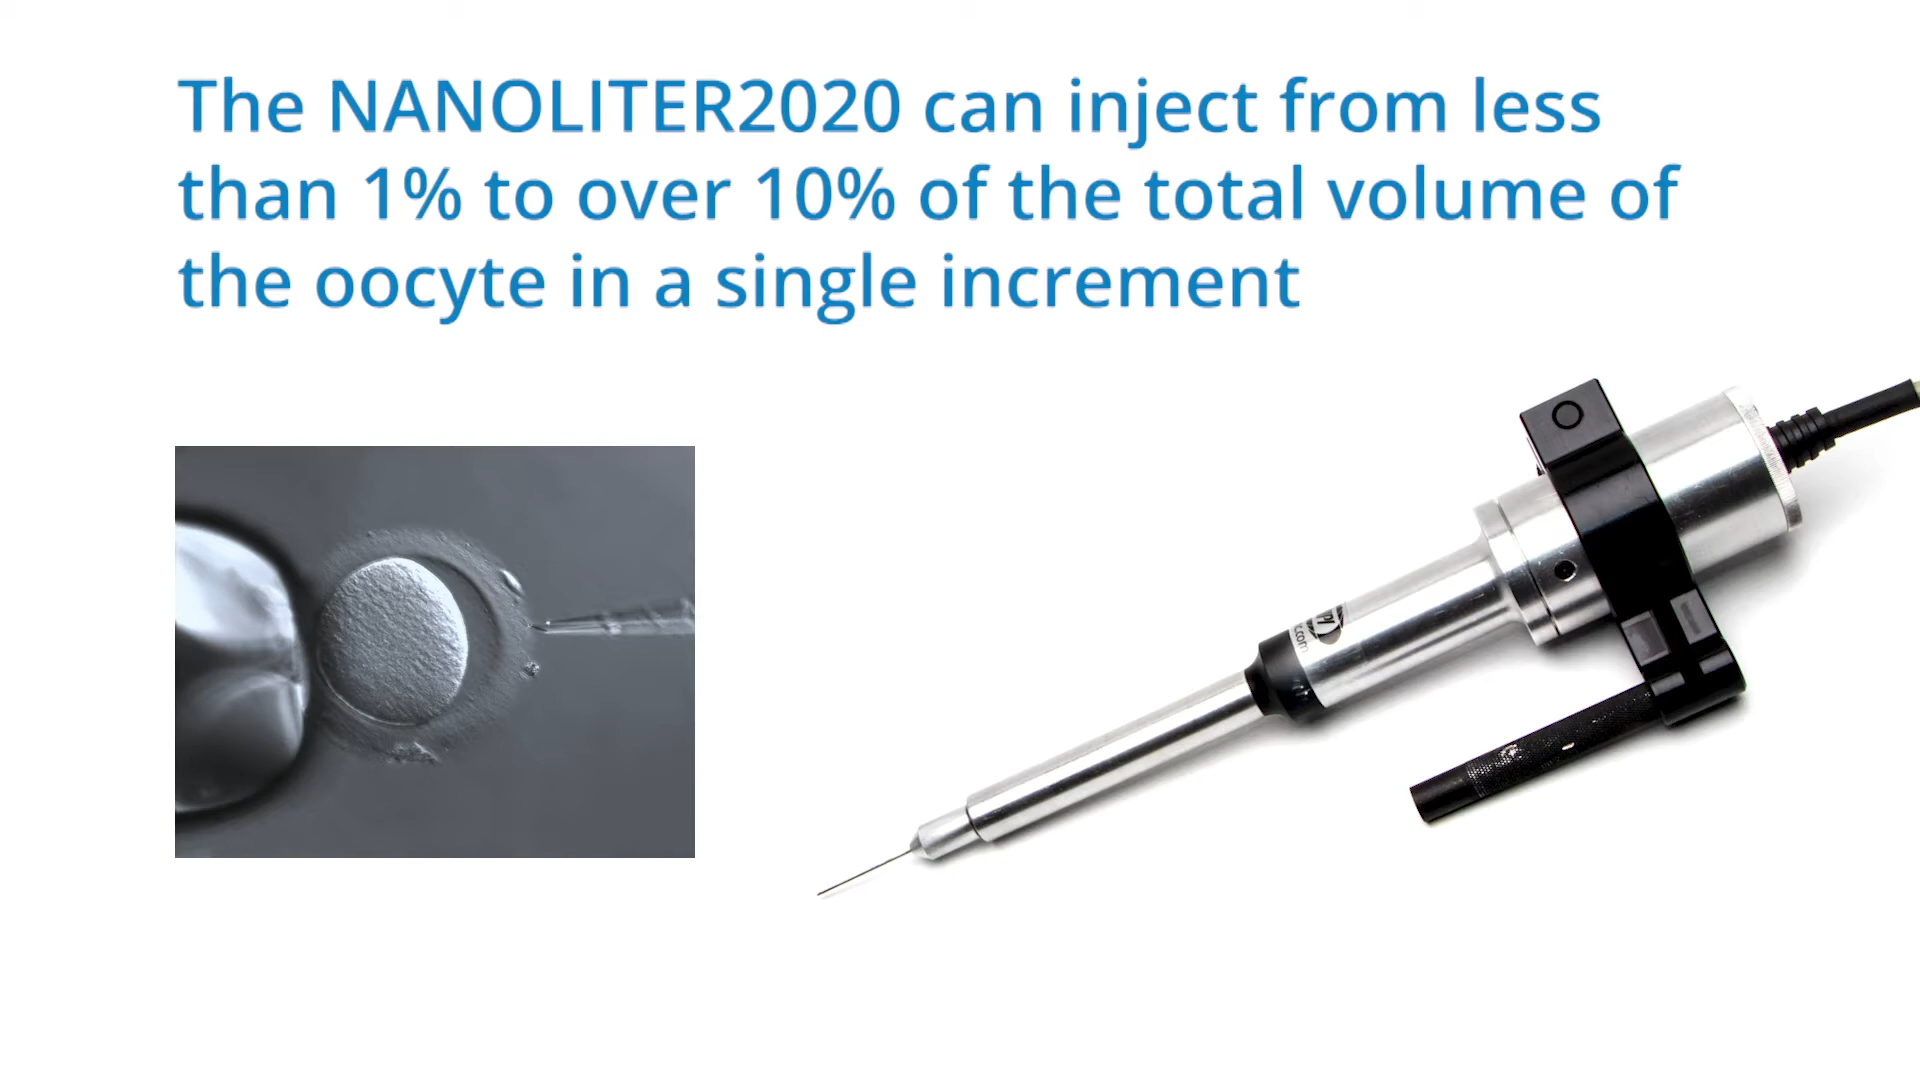 The NANOLITER2020 can inject from less
than 1% to over 10% of the total volume of
the oocyte in a single increment